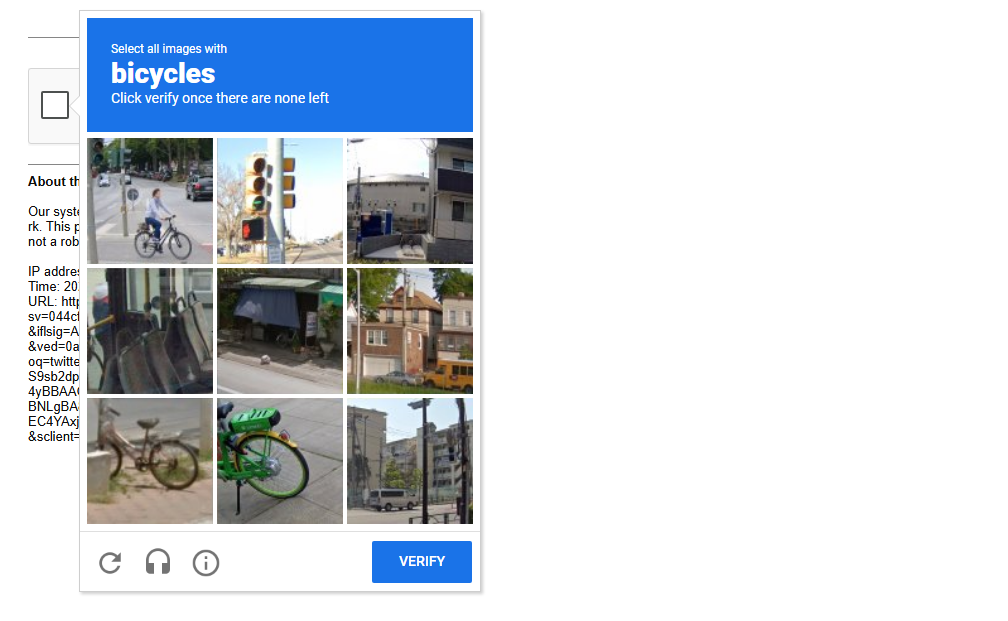 Select all images with
bicycles
Click verify once there are none left
About th
Our syste
rk. This p
not a rob
IP addres
Time: 20
URL: http
sv=044cf
&iflsig=A
&ved=0a
oq=twitte
S9sb2dp
4yBBAA
BNLgBA
EC4YAxj
&sclient=
VERIFY